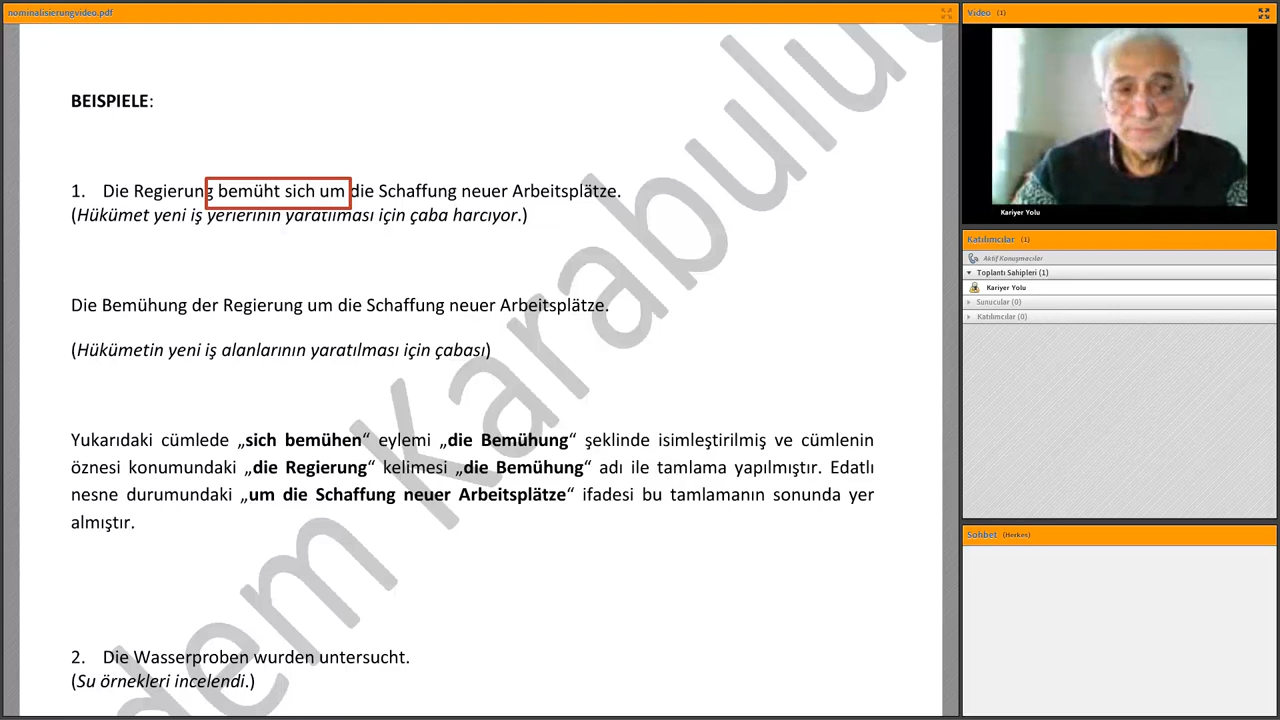 nominalisierungvideo.pdf
BEISPIELE:
1. Die Regierung bemüht sich um die Schaffung neuer Arbeitsplätze.
(Hükümet yeni iş yerlerinin yaratılması için çaba harcıyor.)
Die Bemühung der Regierung um die Schaffung neuer Arbeitsplätze.
(Hükümetin yeni iş alanlarının yaratılması için çabası)
Yukarıdaki cümlede „sich bemühen“ eylemi „die Bemühung“ şeklinde isimleştirilmiş ve cümlenin
öznesi konumundaki „die Regierung“ kelimesi „die Bemühung“ adı ile tamlama yapılmıştır. Edatlı
nesne durumundaki „um die Schaffung neuer Arbeitsplätze“ ifadesi bu tamlamanın sonunda yer
almıştır.
2. Die Wasserproben wurden untersucht.
(Su örnekleri incelendi.)
dem Karabulut
Video (1)
Kariyer Yolu
Katılımcılar (1)
Aktif Konuşmacılar
Toplantı Sahipleri (1)
Kariyer Yolu
Sunucular (0)
Katılımcılar (0)
Sohbet (Herkes)